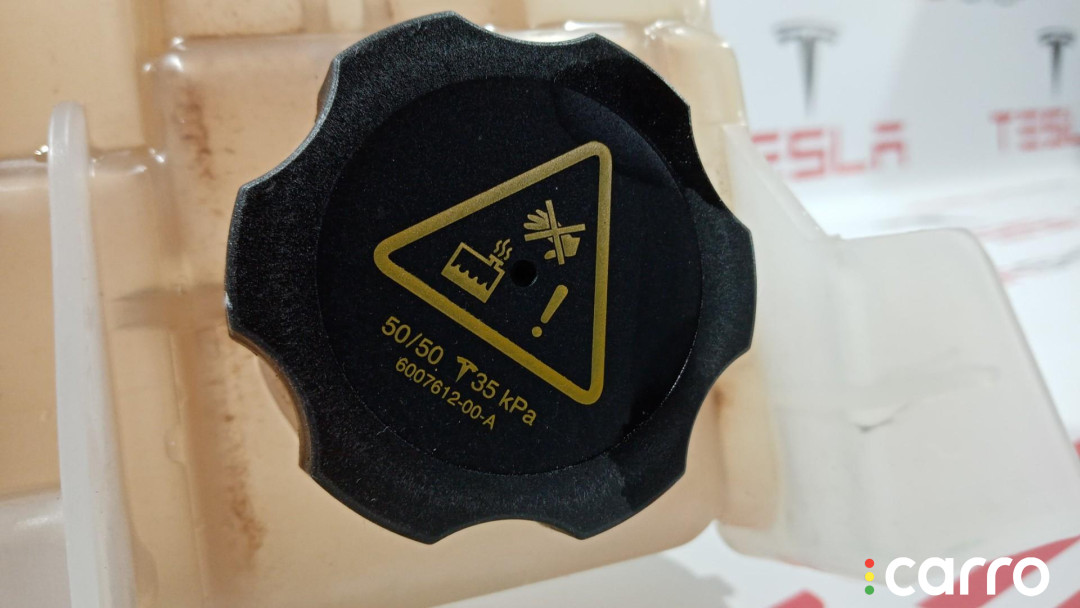 50/50 35 kPa
6007612-00-A
TESLA
TESLA
carro